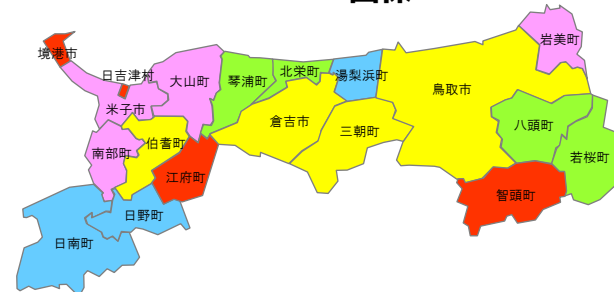 境港市
日吉津村
米子市
大山町
琴浦町
北栄町
湯梨浜町
鳥取市
岩美町
南部町
伯耆町
倉吉市
三朝町
八頭町
若桜町
江府町
智頭町
日野町
日南町